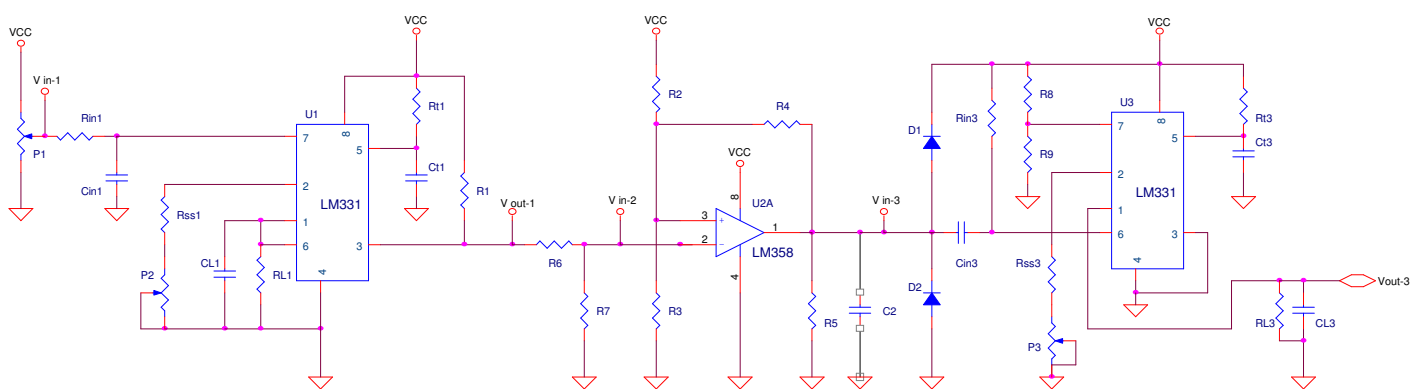 VCC
V in-1
P1
Rin1
Cin1
Rss1
P2
CL1
RL1
U1
LM331
7
2
1
6
8
5
3
4
VCC
Rt1
Ct1
R1
V out-1
R6
R7
V in-2
VCC
R2
R4
R3
VCC
U2A
LM358
3
2
8
1
4
+
−
R5
C2
V in-3
D1
D2
Cin3
Rin3
R8
R9
Rss3
P3
VCC
U3
LM331
7
2
1
6
8
5
3
4
Rt3
Ct3
RL3
CL3
Vout-3